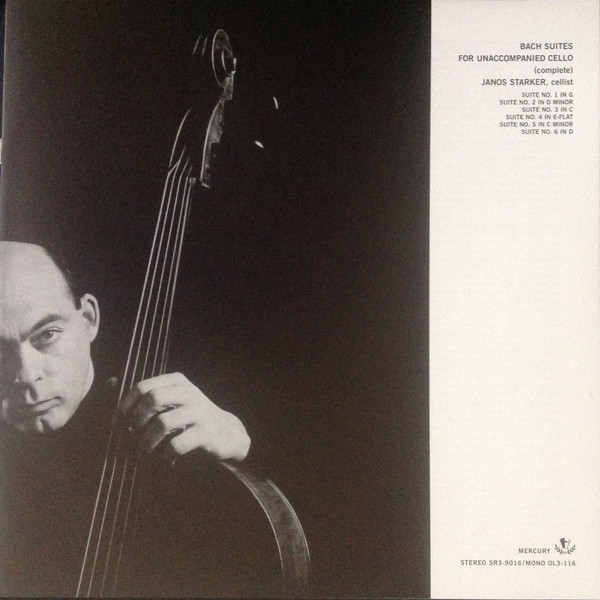 BACH SUITES
FOR UNACCOMPANIED CELLO
(complete)
JANOS STARKER, cellist
SUITE NO. 1 IN G
SUITE NO. 2 IN D MINOR
SUITE NO. 3 IN C
SUITE NO. 4 IN E-FLAT
SUITE NO. 5 IN C MINOR
SUITE NO. 6 IN D
MERCURY
STEREO SR3-9016/MONO OL3-116